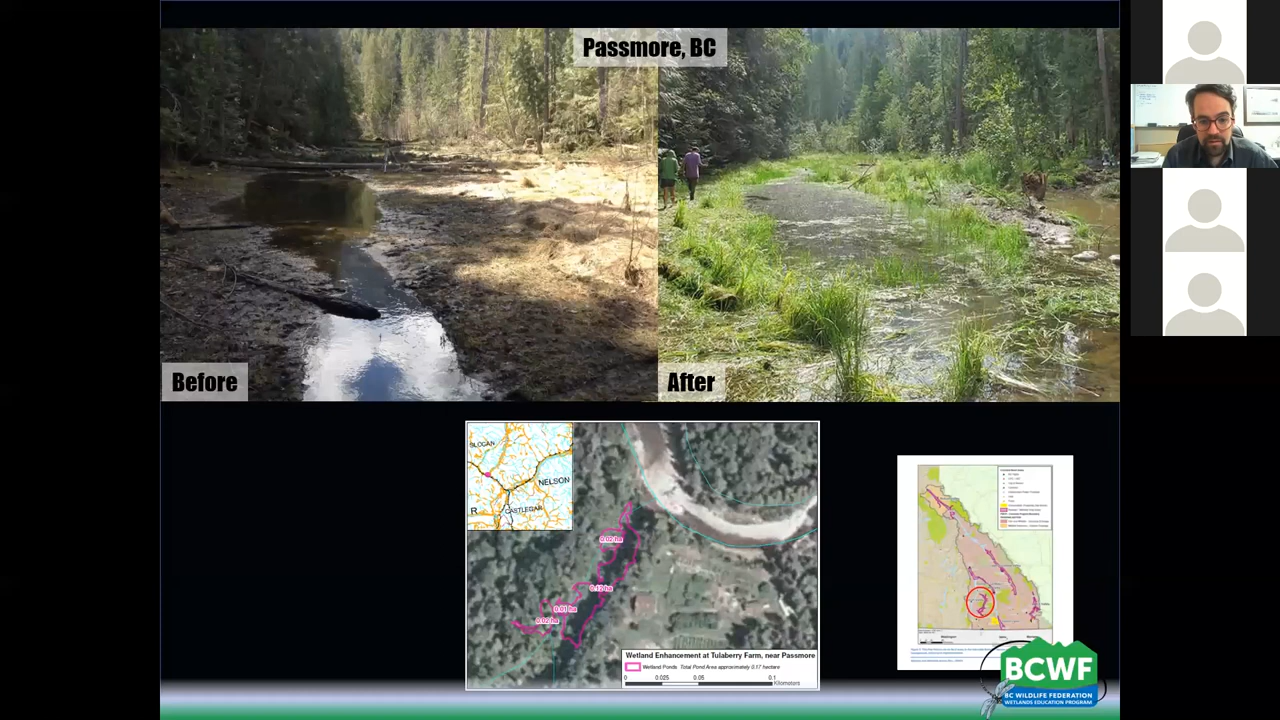 Passmore, BC
Before
After
SLOCAN
NELSON
CASTLEGAR
R
0.02 ha
0.12 ha
0.01 ha
0.02 ha
Wetland Enhancement at Tulaberry Farm, near Passmore
Wetland Ponds Total Pond Area approximately 0.17 hectare
0 0.025 0.05 0.1
Kilometers
BCWF
BC WILDLIFE FEDERATION
WETLANDS EDUCATION PROGRAM